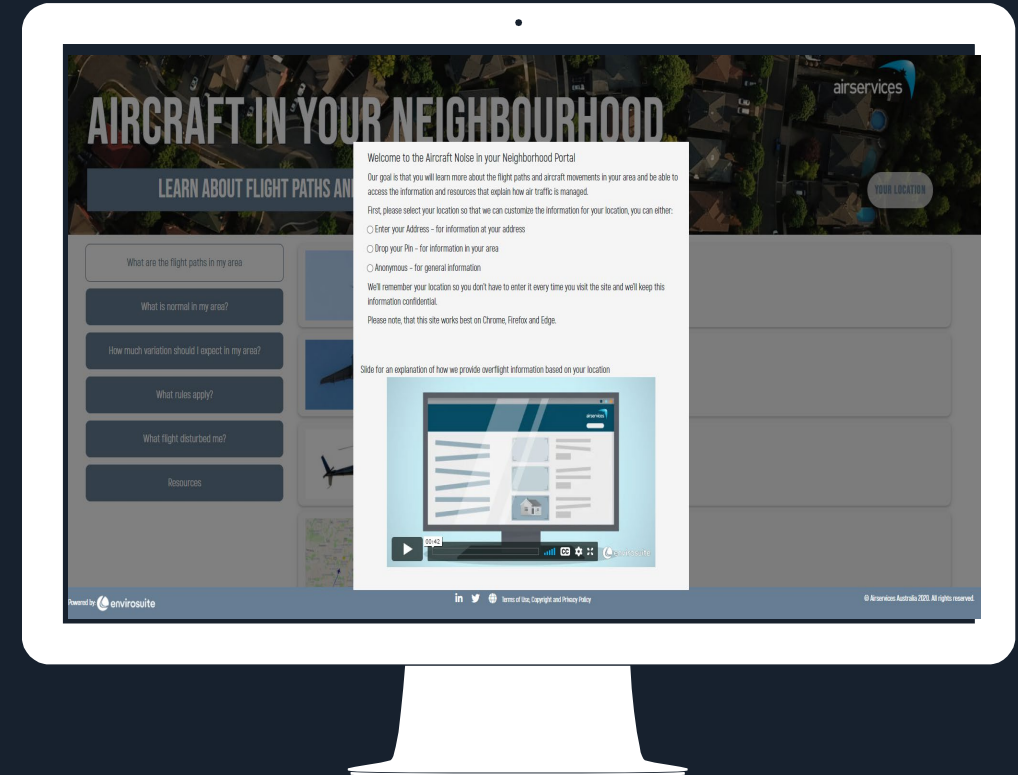 airservices
AIRCRAFT IN YOUR NEIGHBOURHOOD
LEARN ABOUT FLIGHT PATHS AN
YOUR LOCATION
Welcome to the Aircraft Noise in your Neighborhood Portal
Our goal is that you will learn more about the flight paths and aircraft movements in your area and be able to
access the information and resources that explain how air traffic is managed.
First, please select your location so that we can customize the information for your location, you can either:
Enter your Address – for information at your address
Drop your Pin – for information in your area
Anonymous – for general information
We'll remember your location so you don't have to enter it every time you visit the site and we'll keep this
information confidential.
Please note, that this site works best on Chrome, Firefox and Edge.
Slide for an explanation of how we provide overflight information based on your location
airservices
00:42
CC
envirosuite
What are the flight paths in my area
What is normal in my area?
How much variation should I expect in my area?
What rules apply?
What flight disturbed me?
Resources
Powered by envirosuite
in
Terms of Use, Copyright and Privacy Policy
© Airservices Australia 2020. All rights reserved.